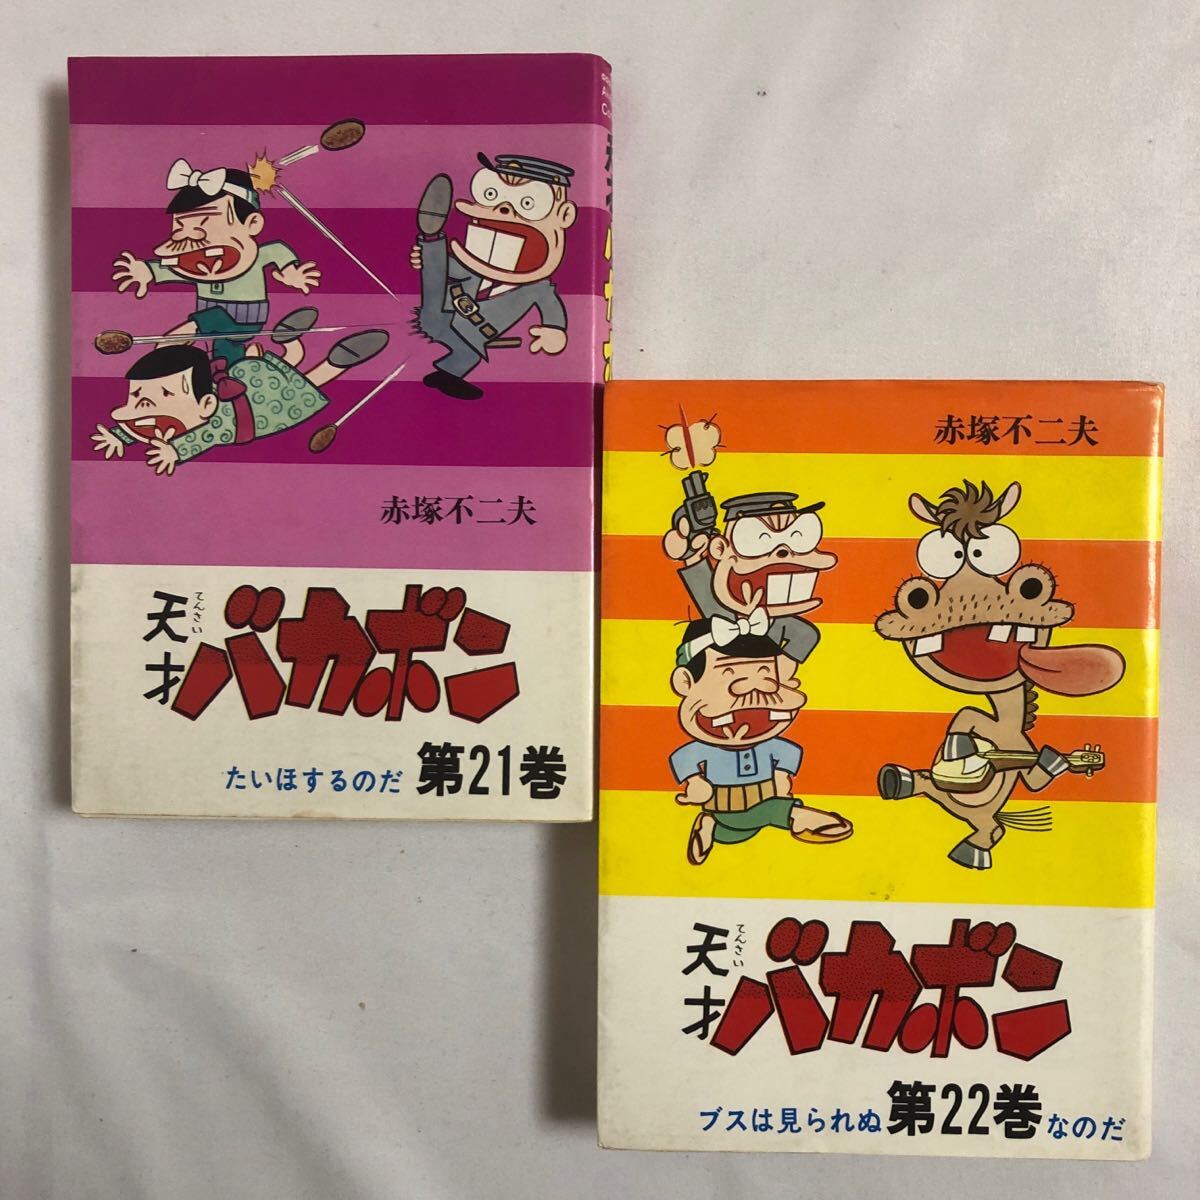 赤塚不二夫
天才
てんさい
バカボン
たいほするのだ 第21巻
赤塚不二夫
天才
てんさい
バカボン
ブスは見られぬ 第22巻 なのだ